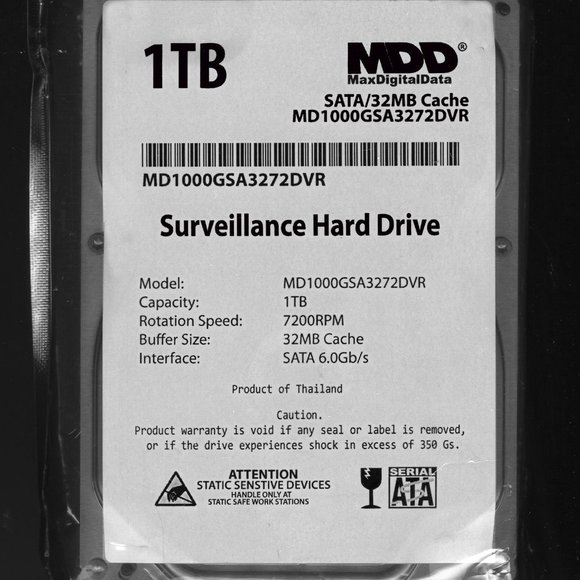 1TB
MDD®
MaxDigitalData
SATA/32MB Cache
MD1000GSA3272DVR
MD1000GSA3272DVR
Surveillance Hard Drive
Model: MD1000GSA3272DVR
Capacity: 1TB
Rotation Speed: 7200RPM
Buffer Size: 32MB Cache
Interface: SATA 6.0Gb/s
Product of Thailand
Caution.
Product warranty is void if any seal or label is removed,
or if the drive experiences shock in excess of 350 Gs.
ATTENTION
STATIC SENSTIVE DEVICES
HANDLE ONLY AT
STATIC SAFE WORK STATIONS
SERIAL
ATA